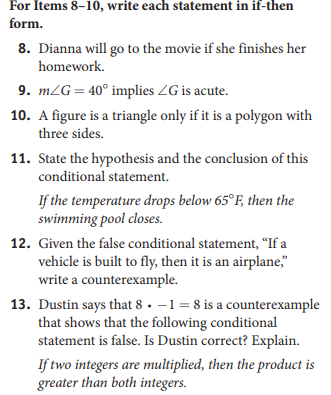 For Items 8–10, write each statement in if-then
form.
8. Dianna will go to the movie if she finishes her
homework.
9. m∠G = 40° implies ∠G is acute.
10. A figure is a triangle only if it is a polygon with
three sides.
11. State the hypothesis and the conclusion of this
conditional statement.
If the temperature drops below 65°F, then the
swimming pool closes.
12. Given the false conditional statement, “If a
vehicle is built to fly, then it is an airplane,”
write a counterexample.
13. Dustin says that 8 • −1 = 8 is a counterexample
that shows that the following conditional
statement is false. Is Dustin correct? Explain.
If two integers are multiplied, then the product is
greater than both integers.